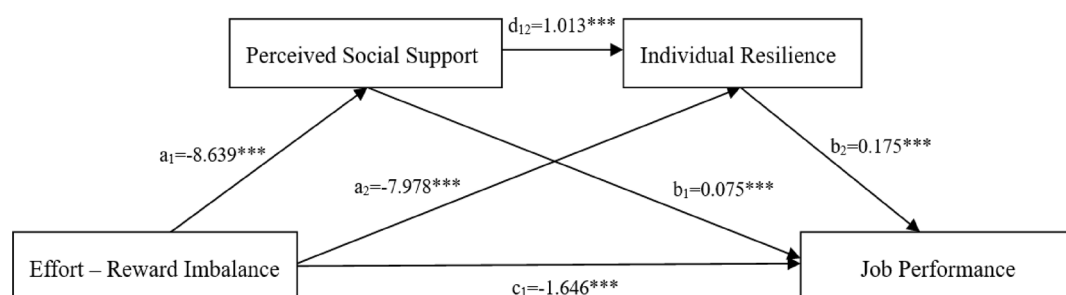 d₁₂=1.013***
Perceived Social Support
Individual Resilience
a₁=-8.639***
a₂=-7.978***
b₁=0.075***
b₂=0.175***
Effort – Reward Imbalance
Job Performance
c₁=-1.646***